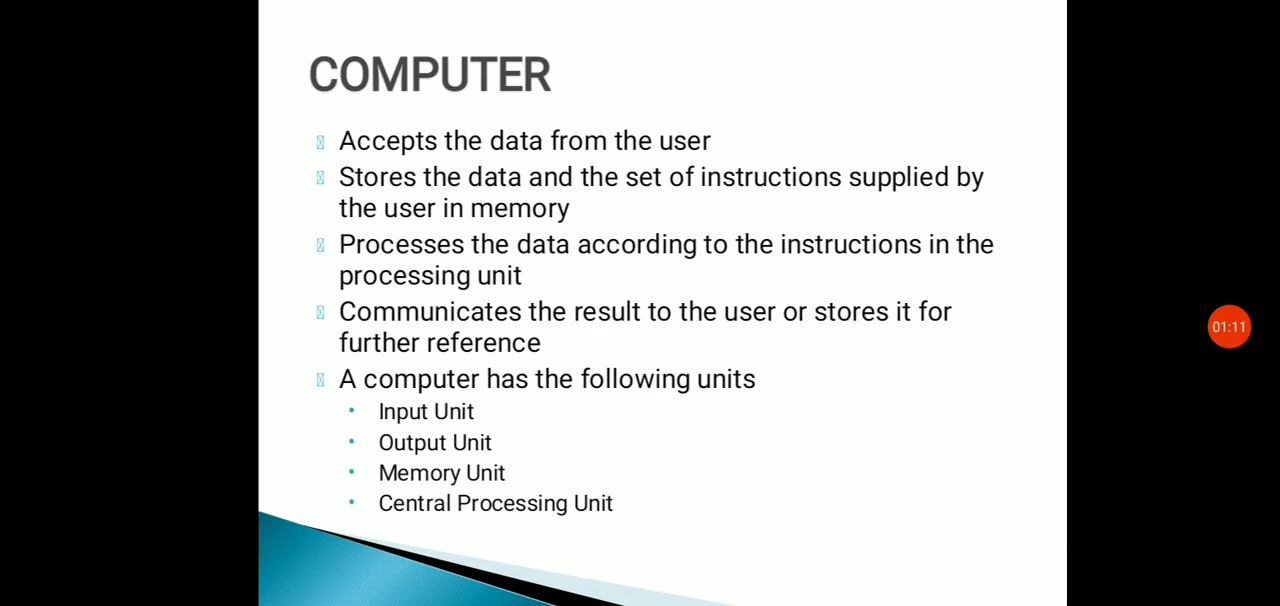 COMPUTER
Accepts the data from the user
Stores the data and the set of instructions supplied by
the user in memory
Processes the data according to the instructions in the
processing unit
Communicates the result to the user or stores it for
further reference
A computer has the following units
• Input Unit
• Output Unit
• Memory Unit
• Central Processing Unit
01:11